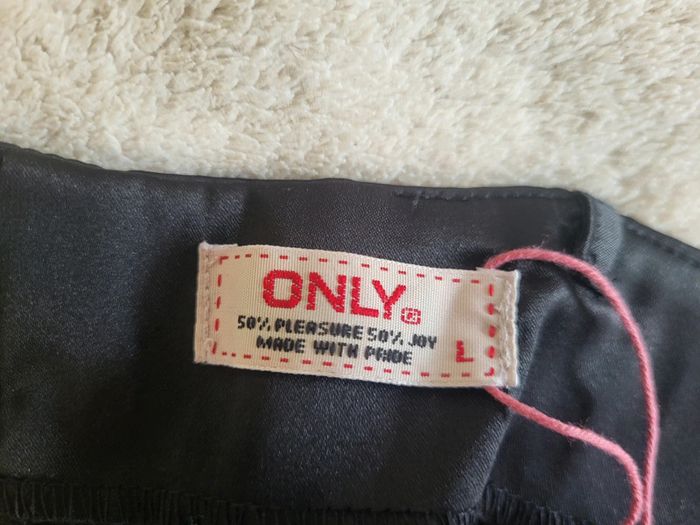 ONLY®
50% PLEASURE 50% JOY
MADE WITH PRIDE
L